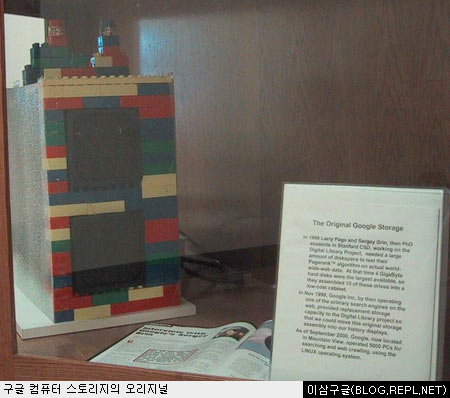 The Original Google Storage
In 1996 Larry Page and Sergey Brin, then PhD
students in Stanford CSD, working on the
Digital Library Project, needed a large
amount of diskspace to test their
Pagerank™ algorithm on actual world-
wide-web data. At that time 4 GigaByte
hard disks were the largest available, so
they assembled 10 of these drives into a
low-cost cabinet.
In Nov 1999, Google Inc, by then operating
one of the primary search engines on the
web, provided replacement storage
capacity to the Digital Library project so
that we could move this original storage
assembly into our history displays.
As of September 2000, Google, now located
in Mountain View, operated 5000 PCs for
searching and web crawling, using the
LINUX operating system.
Interview with
Google's Sergey
구글 컴퓨터 스토리지의 오리지널
이삼구글(BLOG.REPL.NET)